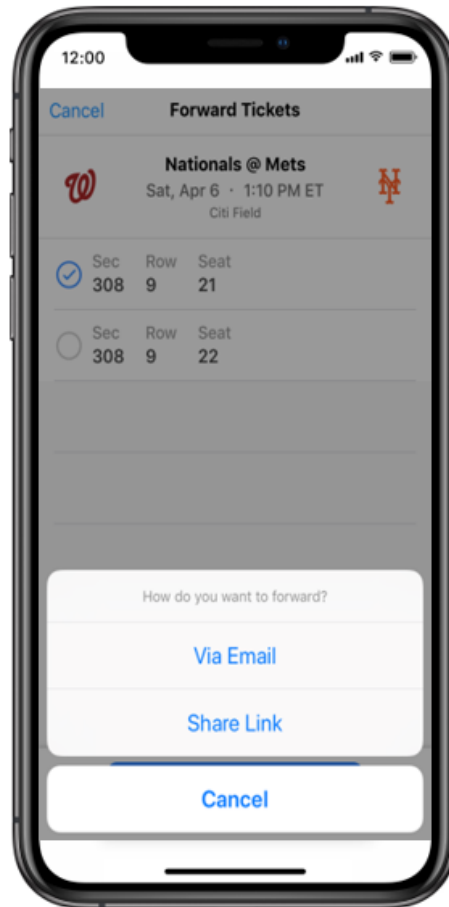 12:00
Cancel Forward Tickets
Nationals @ Mets
Sat, Apr 6 · 1:10 PM ET
Citi Field
Sec Row Seat
308 9 21
Sec Row Seat
308 9 22
How do you want to forward?
Via Email
Share Link
Cancel